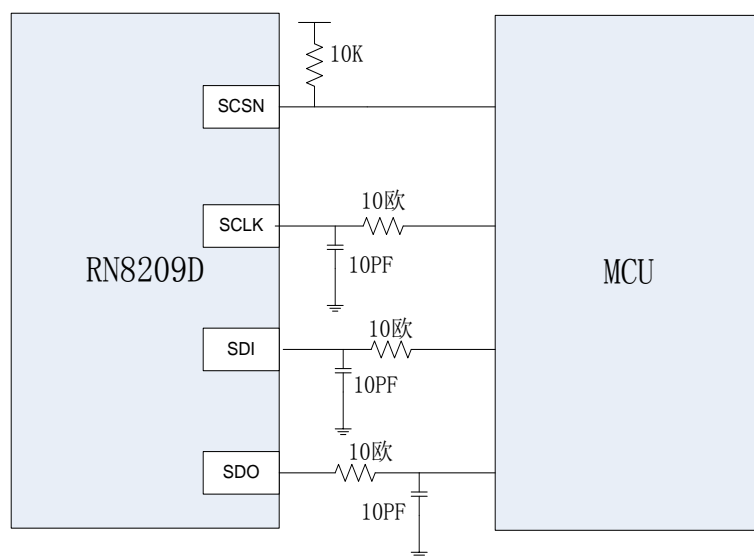 10K
SCSN
10欧
SCLK
10PF
RN8209D
MCU
10欧
SDI
10PF
10欧
SDO
10PF